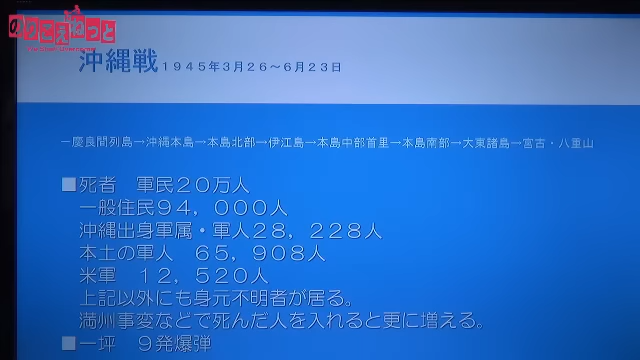 のりこえねっと
沖縄戦 1945年3月26～6月23日
－慶良間列島→沖縄本島→本島北部→伊江島→本島中部首里→本島南部→大東諸島→宮古・八重山
■死者　軍民20万人
一般住民94，000人
沖縄出身軍属・軍人28，228人
本土の軍人　65，908人
米軍　12，520人
上記以外にも身元不明者が居る。
満州事変などで死んだ人を入れると更に増える。
■一坪　9発爆弾